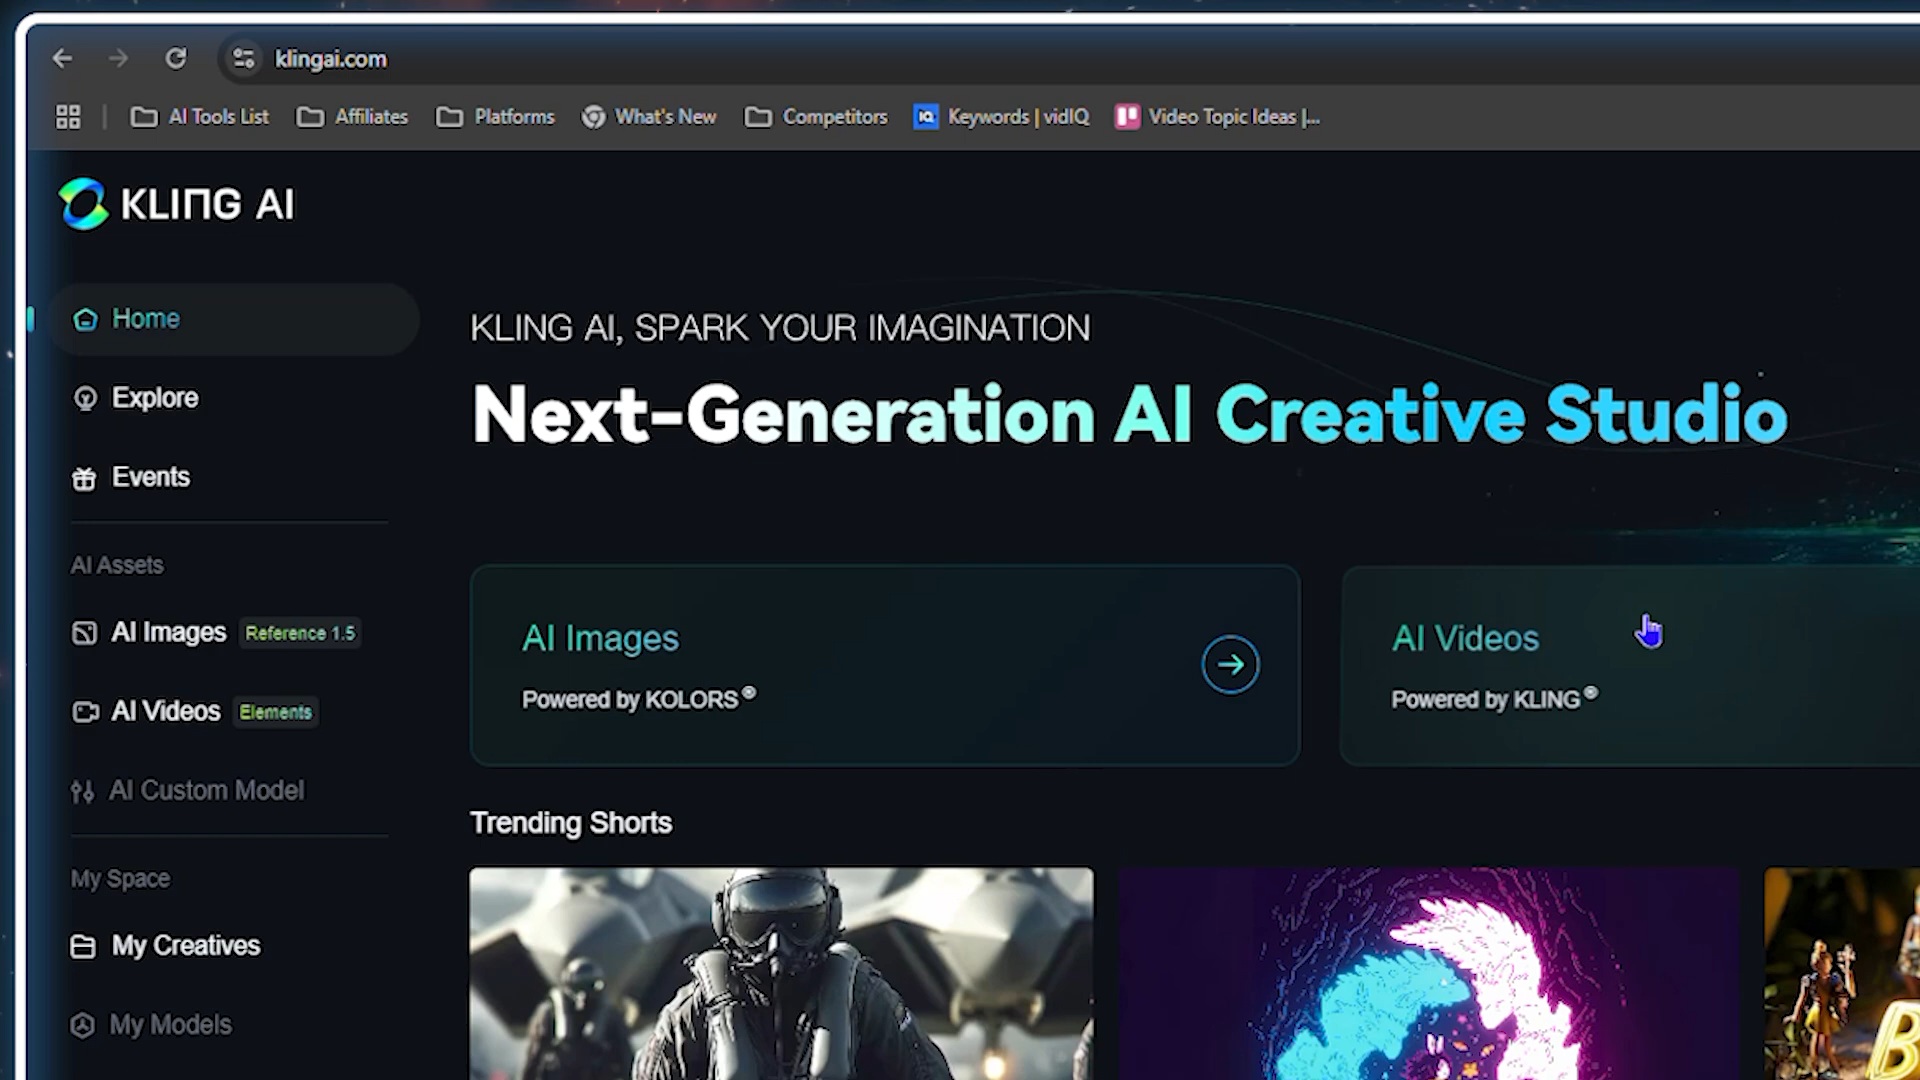 klingai.com
AI Tools List
Affiliates
Platforms
What's New
Competitors
Keywords | vidIQ
Video Topic Ideas |...
KLING AI
Home
Explore
Events
AI Assets
AI Images Reference 1.5
AI Videos Elements
AI Custom Model
My Space
My Creatives
My Models
KLING AI, SPARK YOUR IMAGINATION
Next-Generation AI Creative Studio
AI Images
Powered by KOLORS®
AI Videos
Powered by KLING®
Trending Shorts
B